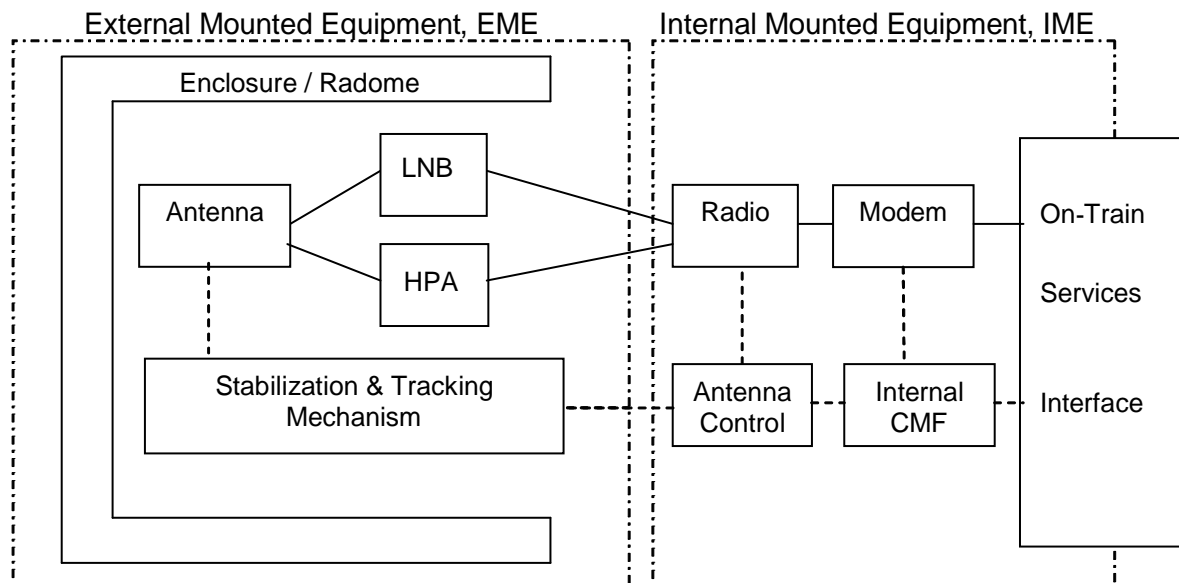 External Mounted Equipment, EME
Internal Mounted Equipment, IME
Enclosure / Radome
LNB
Antenna
HPA
Radio
Modem
On-Train
Services
Interface
Stabilization & Tracking
Mechanism
Antenna
Control
Internal
CMF